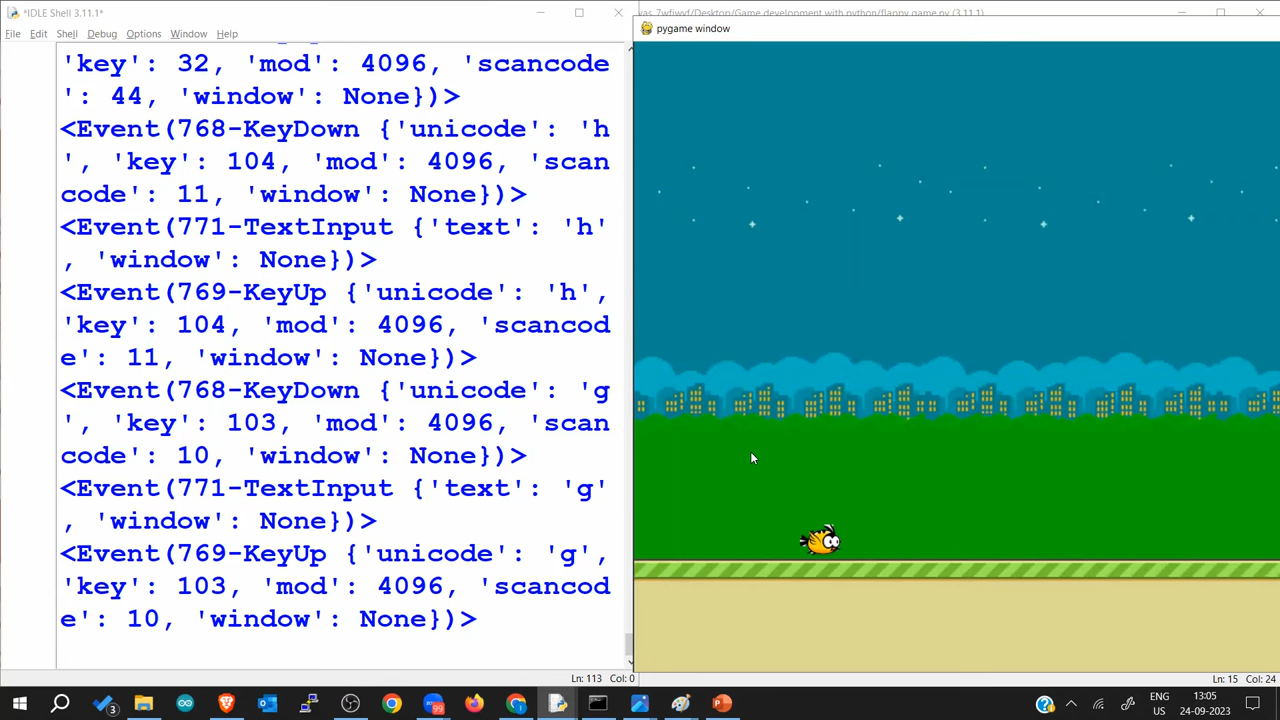 *IDLE Shell 3.11.1*
File Edit Shell Debug Options Window Help
'key': 32, 'mod': 4096, 'scancode
': 44, 'window': None})>
<Event(768-KeyDown {'unicode': 'h
', 'key': 104, 'mod': 4096, 'scan
code': 11, 'window': None})>
<Event(771-TextInput {'text': 'h'
, 'window': None})>
<Event(769-KeyUp {'unicode': 'h',
'key': 104, 'mod': 4096, 'scancod
e': 11, 'window': None})>
<Event(768-KeyDown {'unicode': 'g
', 'key': 103, 'mod': 4096, 'scan
code': 10, 'window': None})>
<Event(771-TextInput {'text': 'g'
, 'window': None})>
<Event(769-KeyUp {'unicode': 'g',
'key': 103, 'mod': 4096, 'scancod
e': 10, 'window': None})>
Ln: 113 Col: 0
pygame window
Ln: 15 Col: 24
3
99
ENG
US
13:05
24-09-2023